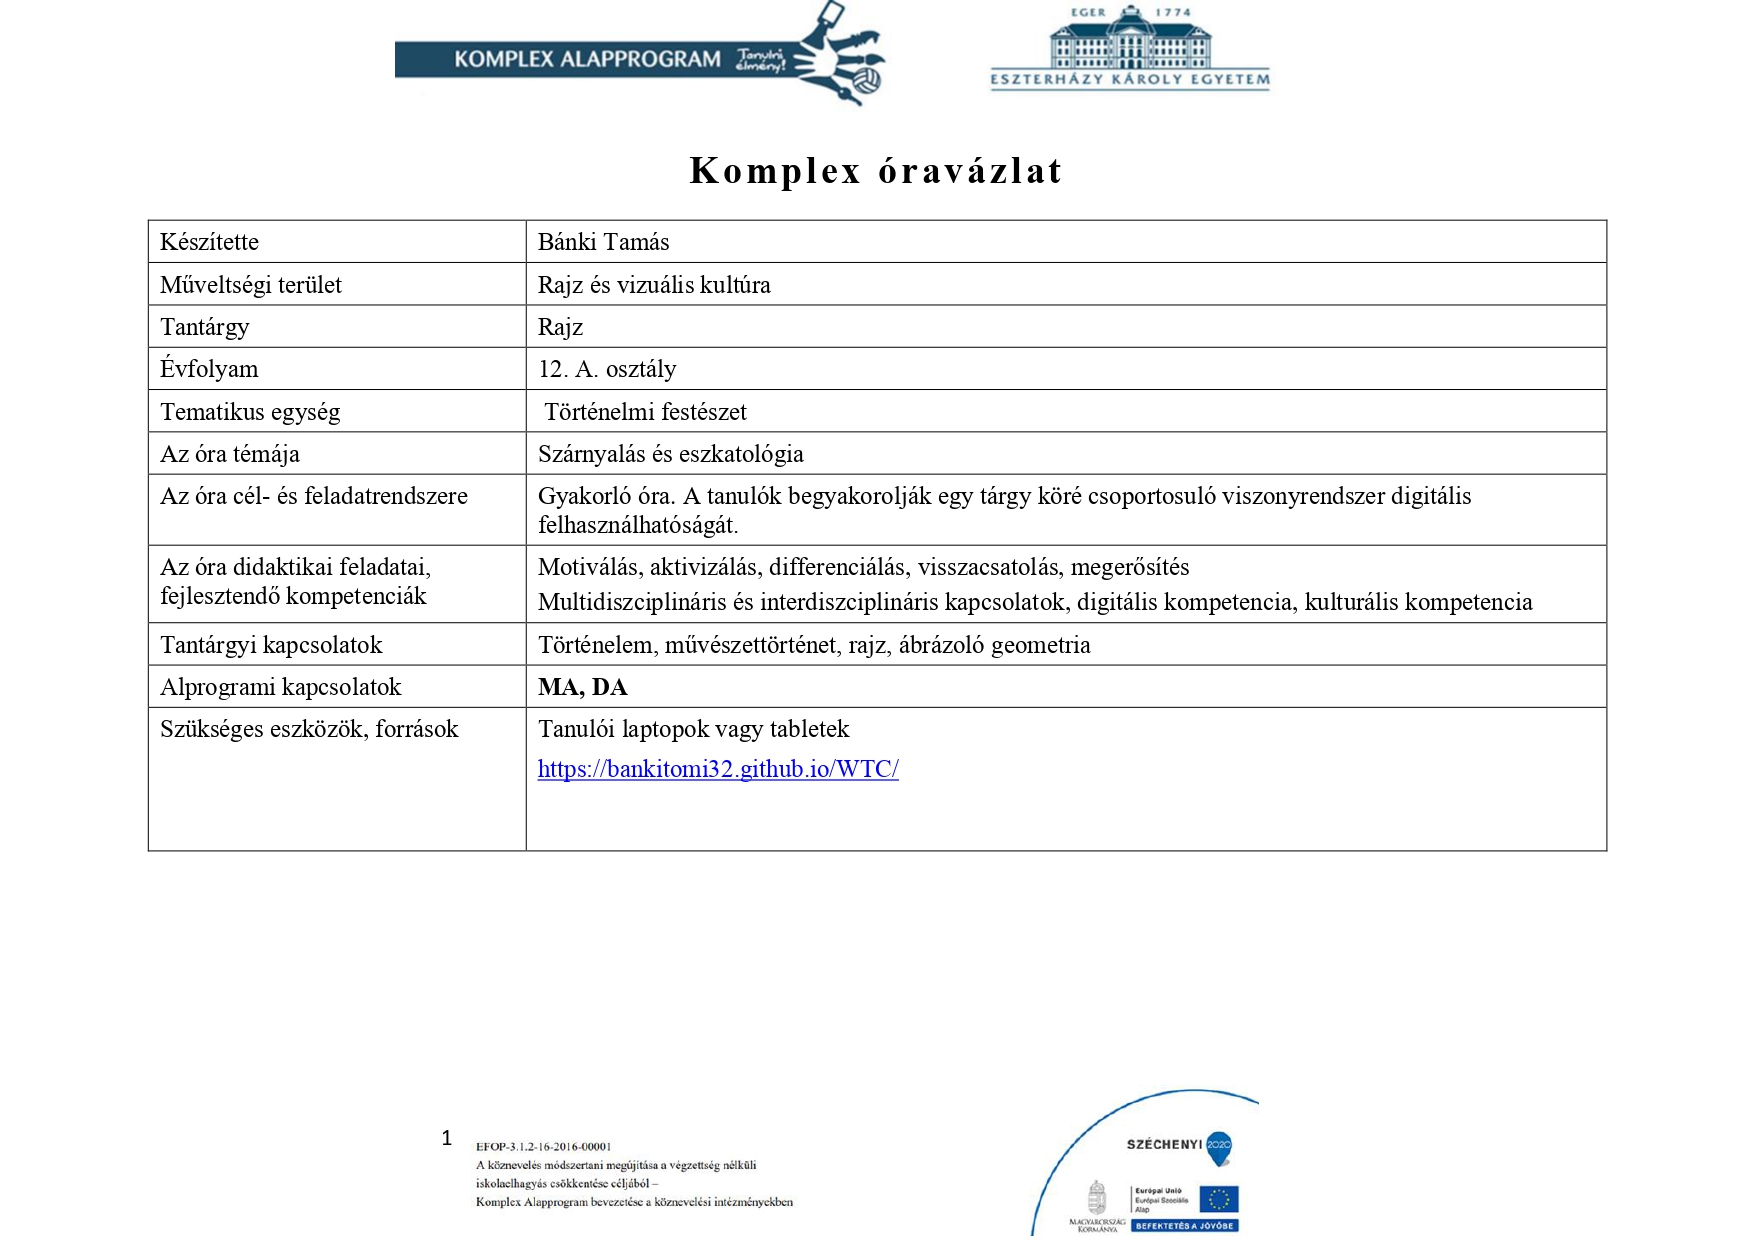 KOMPLEX ALAPPROGRAM Tanulni élmény!
EGER 1774
ESZTERHÁZY KÁROLY EGYETEM
Komplex óravázlat
Készítette
Bánki Tamás
Műveltségi terület
Rajz és vizuális kultúra
Tantárgy
Rajz
Évfolyam
12. A. osztály
Tematikus egység
Történelmi festészet
Az óra témája
Szárnyalás és eszkatológia
Az óra cél- és feladatrendszere
Gyakorló óra. A tanulók begyakorolják egy tárgy köré csoportosuló viszonyrendszer digitális
felhasználhatóságát.
Az óra didaktikai feladatai,
fejlesztendő kompetenciák
Motiválás, aktivizálás, differenciálás, visszacsatolás, megerősítés
Multidiszciplináris és interdiszciplináris kapcsolatok, digitális kompetencia, kulturális kompetencia
Tantárgyi kapcsolatok
Történelem, művészettörténet, rajz, ábrázoló geometria
Alprogrami kapcsolatok
MA, DA
Szükséges eszközök, források
Tanulói laptopok vagy tabletek
https://bankitomi32.github.io/WTC/
1
EFOP-3.1.2-16-2016-00001
A köznevelés módszertani megújítása a végzettség nélküli
iskolaelhagyás csökkentése céljából –
Komplex Alapprogram bevezetése a köznevelési intézményekben
SZÉCHENYI 2020
MAGYARORSZÁG
KORMÁNYA
Európai Unió
Európai Szociális
Alap
BEFEKTETÉS A JÖVŐBE